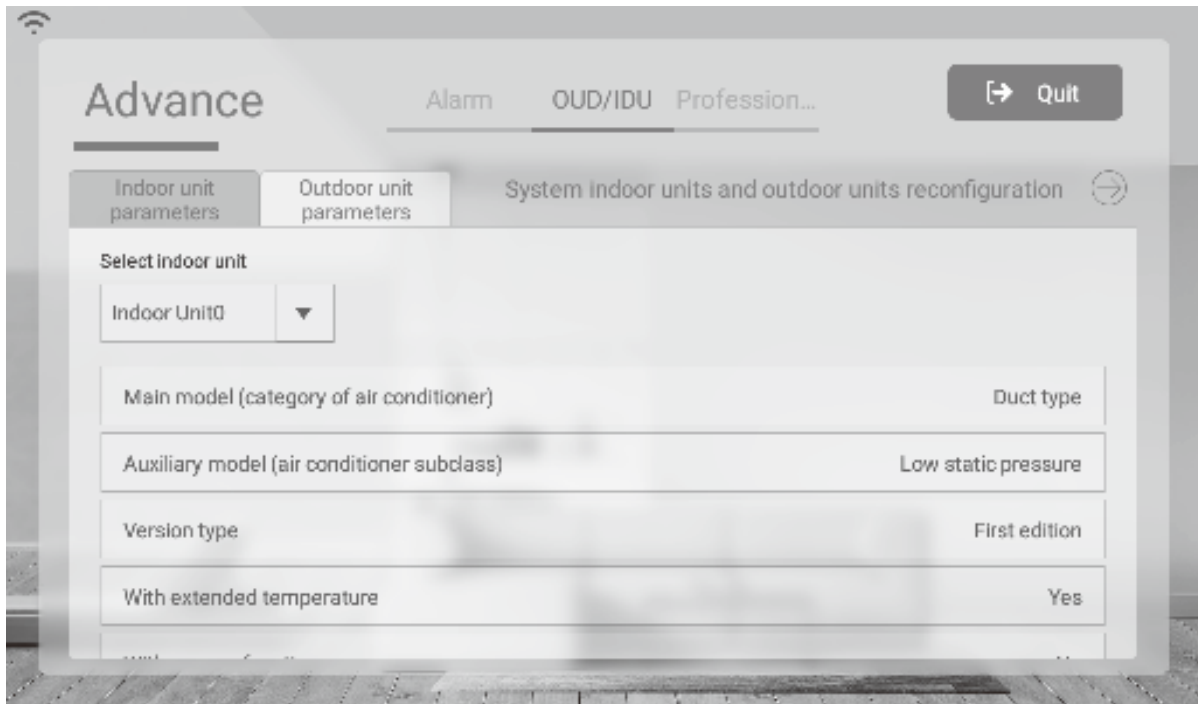 Advance
Alarm
OUD/IDU
Profession...
Quit
Indoor unit
parameters
Outdoor unit
parameters
System indoor units and outdoor units reconfiguration
Select indoor unit
Indoor Unit0
Main model (category of air conditioner)
Duct type
Auxiliary model (air conditioner subclass)
Low static pressure
Version type
First edition
With extended temperature
Yes